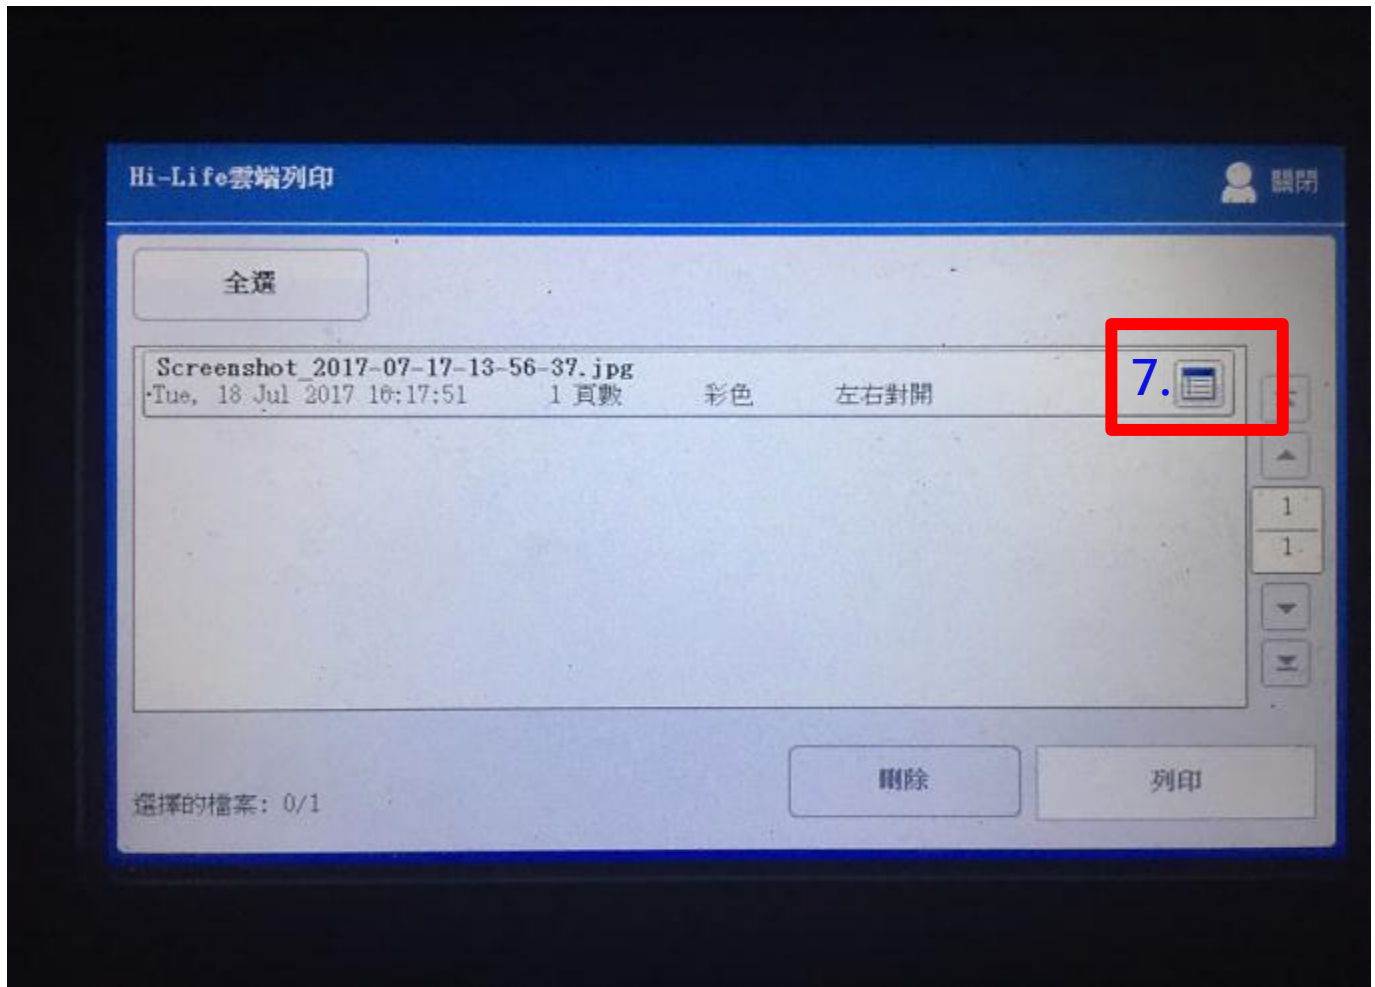 Hi-Life雲端列印
關閉
全選
Screenshot_2017-07-17-13-56-37.jpg
Tue, 18 Jul 2017 10:17:51 1 頁數 彩色 左右對開
7.
1
1
選擇的檔案: 0/1
刪除
列印